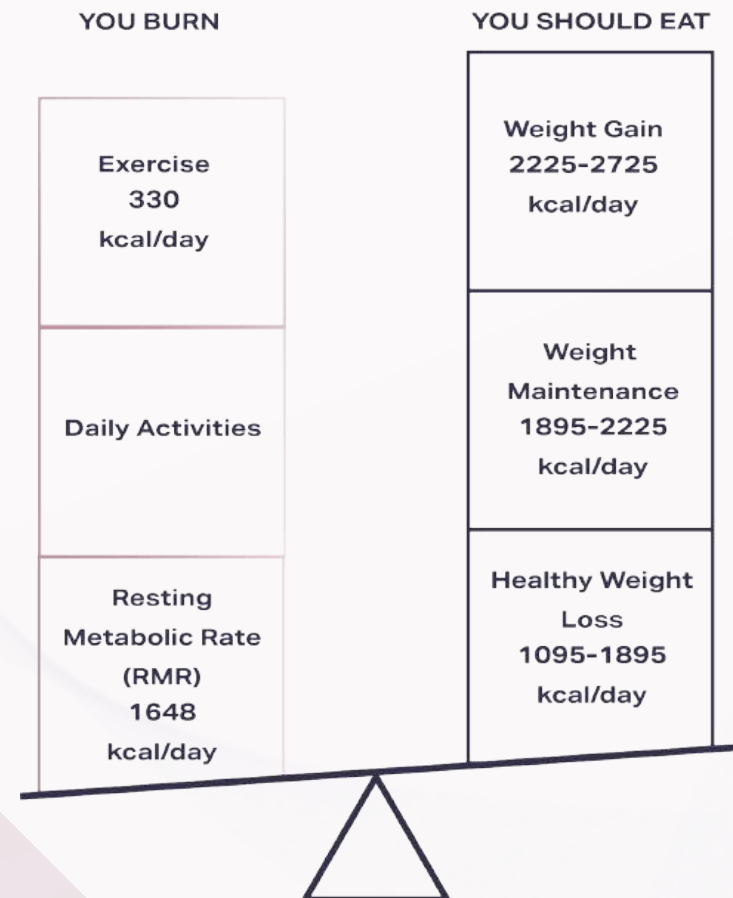 YOU BURN
Exercise
330
kcal/day
Daily Activities
Resting
Metabolic Rate
(RMR)
1648
kcal/day
YOU SHOULD EAT
Weight Gain
2225-2725
kcal/day
Weight
Maintenance
1895-2225
kcal/day
Healthy Weight
Loss
1095-1895
kcal/day